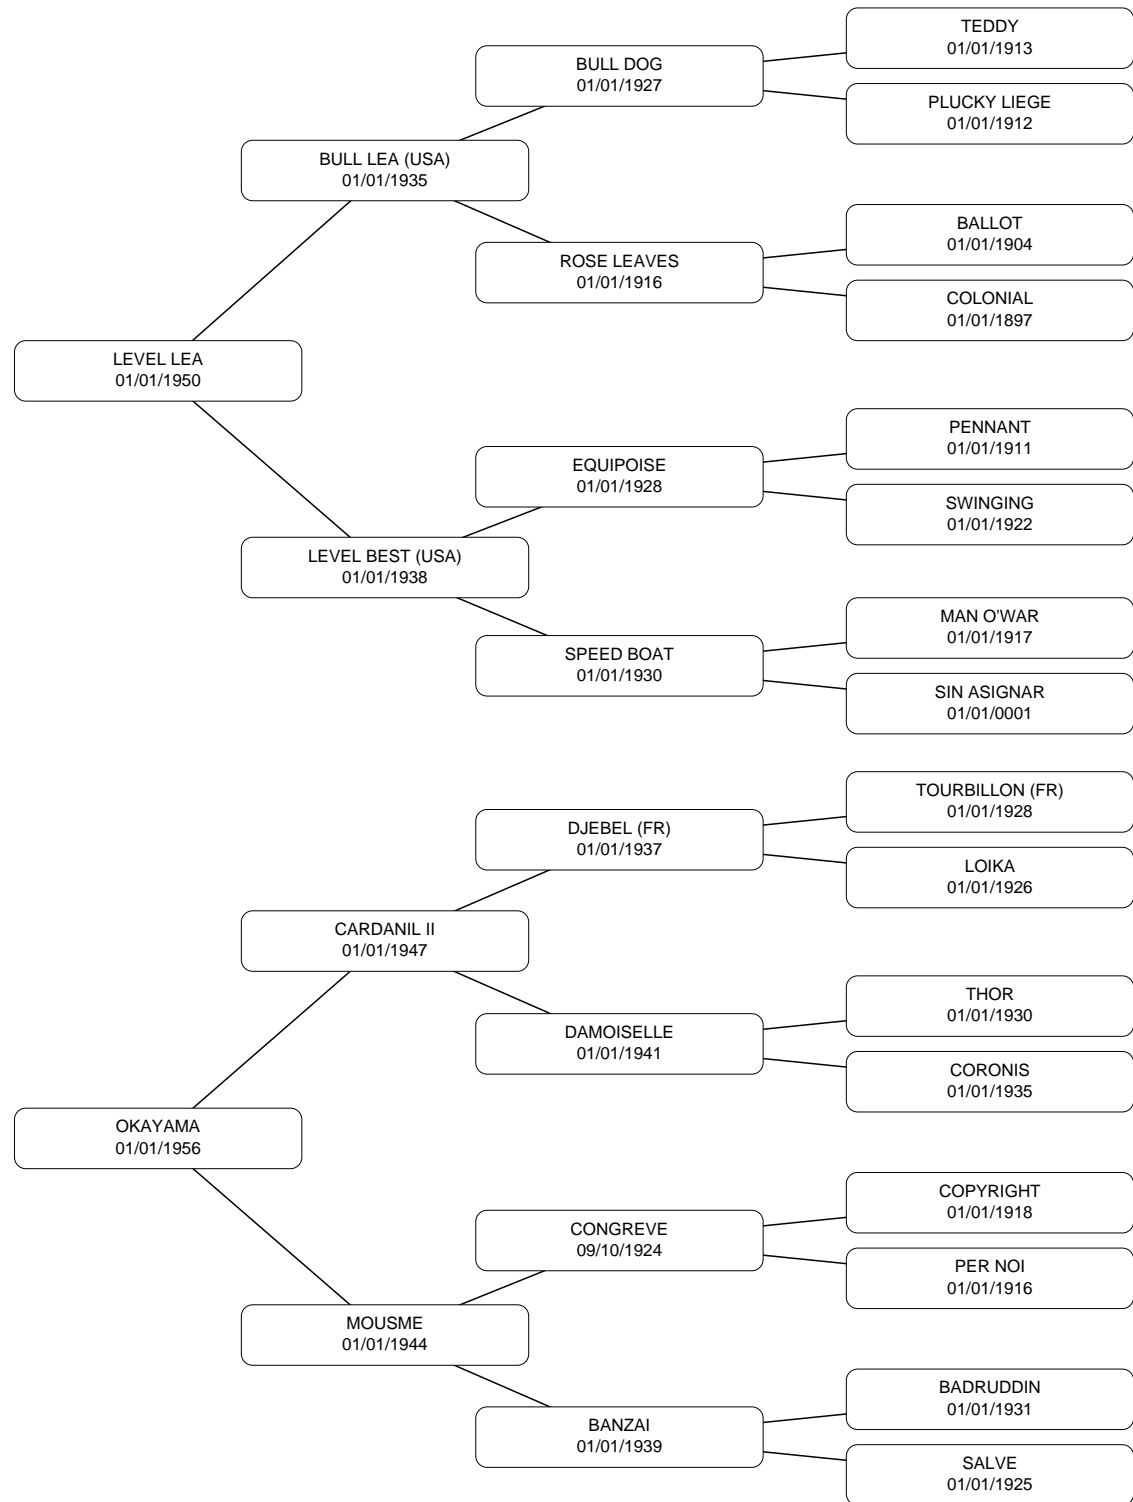 TEDDY
01/01/1913
BULL DOG
01/01/1927
PLUCKY LIEGE
01/01/1912
BULL LEA (USA)
01/01/1935
BALLOT
01/01/1904
ROSE LEAVES
01/01/1916
COLONIAL
01/01/1897
LEVEL LEA
01/01/1950
PENNANT
01/01/1911
EQUIPOISE
01/01/1928
SWINGING
01/01/1922
LEVEL BEST (USA)
01/01/1938
MAN O'WAR
01/01/1917
SPEED BOAT
01/01/1930
SIN ASIGNAR
01/01/0001
TOURBILLON (FR)
01/01/1928
DJEBEL (FR)
01/01/1937
LOIKA
01/01/1926
CARDANIL II
01/01/1947
THOR
01/01/1930
DAMOISELLE
01/01/1941
CORONIS
01/01/1935
OKAYAMA
01/01/1956
COPYRIGHT
01/01/1918
CONGREVE
09/10/1924
PER NOI
01/01/1916
MOUSME
01/01/1944
BADRUDDIN
01/01/1931
BANZAI
01/01/1939
SALVE
01/01/1925